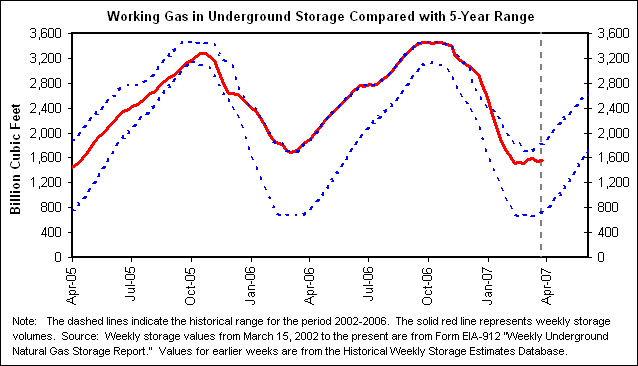 Working Gas in Underground Storage Compared with 5-Year Range
3,600 3,600
3,200 3,200
2,800 2,800
2,400 2,400
2,000 2,000
1,600 1,600
1,200 1,200
800 800
400 400
0 0
Billion Cubic Feet
Apr-05 Jul-05 Oct-05 Jan-06 Apr-06 Jul-06 Oct-06 Jan-07 Apr-07
Note: The dashed lines indicate the historical range for the period 2002-2006. The solid red line represents weekly storage
volumes. Source: Weekly storage values from March 15, 2002 to the present are from Form EIA-912 "Weekly Underground
Natural Gas Storage Report." Values for earlier weeks are from the Historical Weekly Storage Estimates Database.